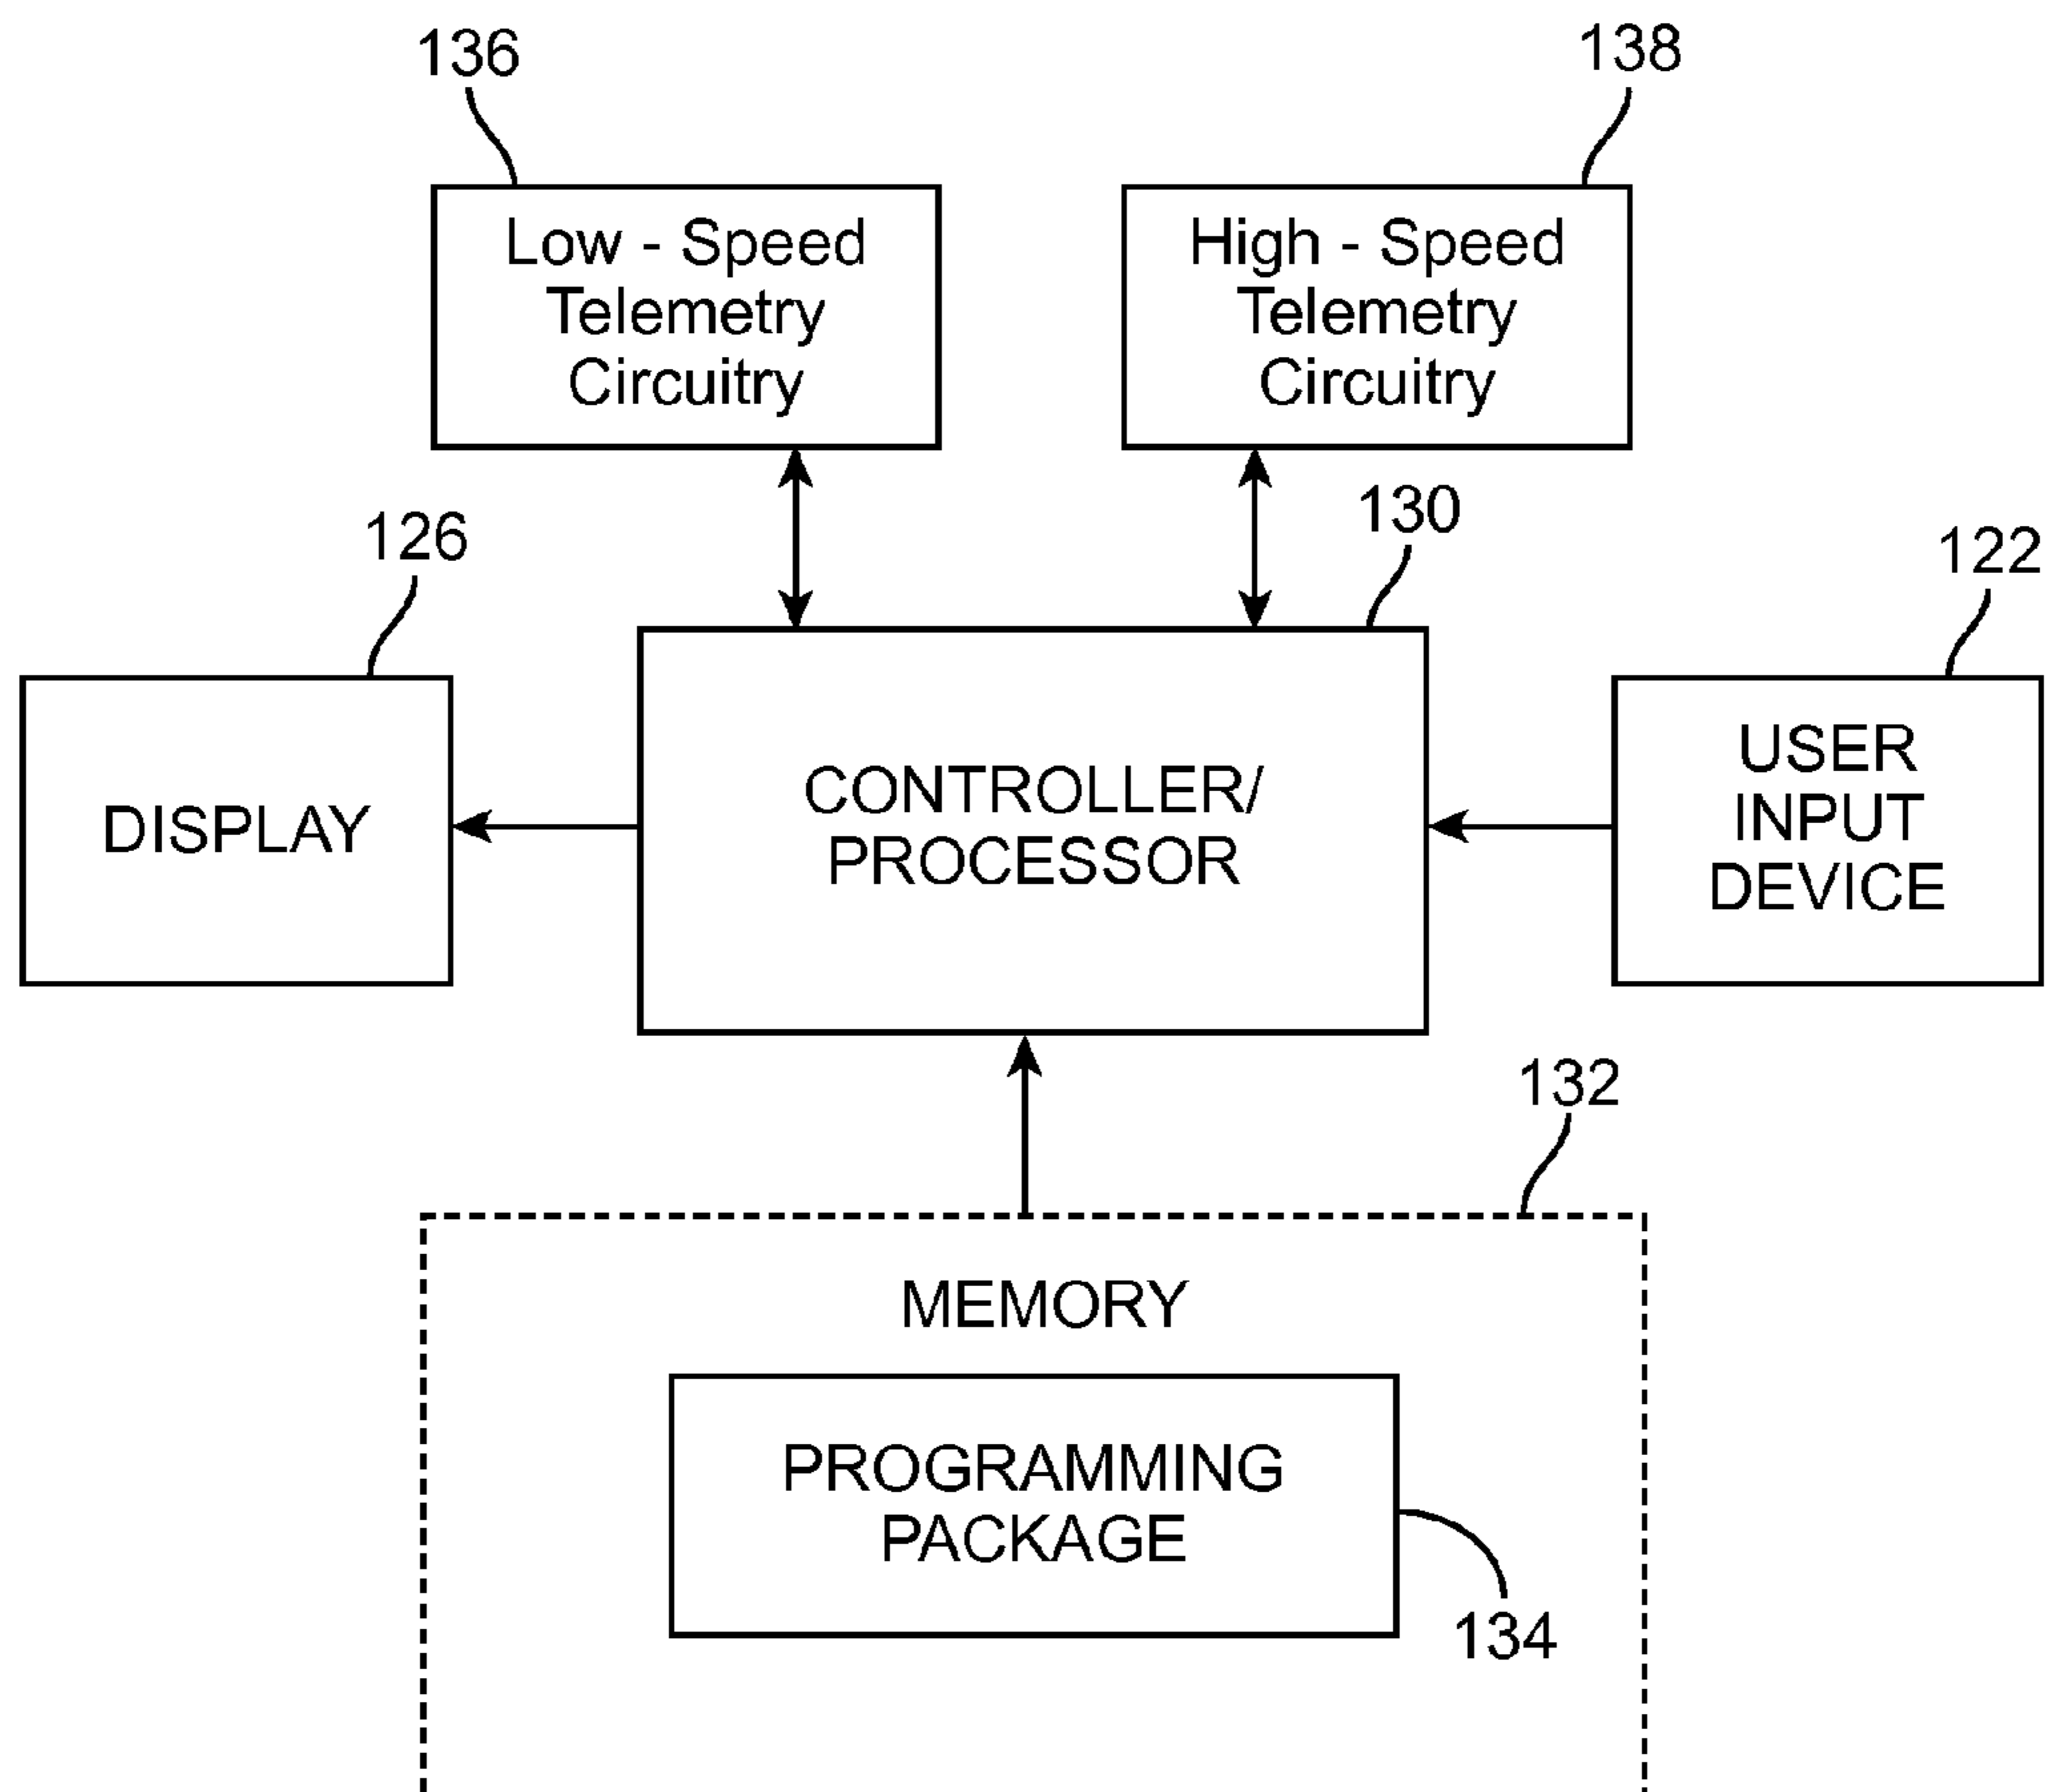 136
138
Low - Speed
Telemetry
Circuitry
High - Speed
Telemetry
Circuitry
130
126
122
DISPLAY
CONTROLLER/
PROCESSOR
USER
INPUT
DEVICE
132
MEMORY
PROGRAMMING
PACKAGE
134